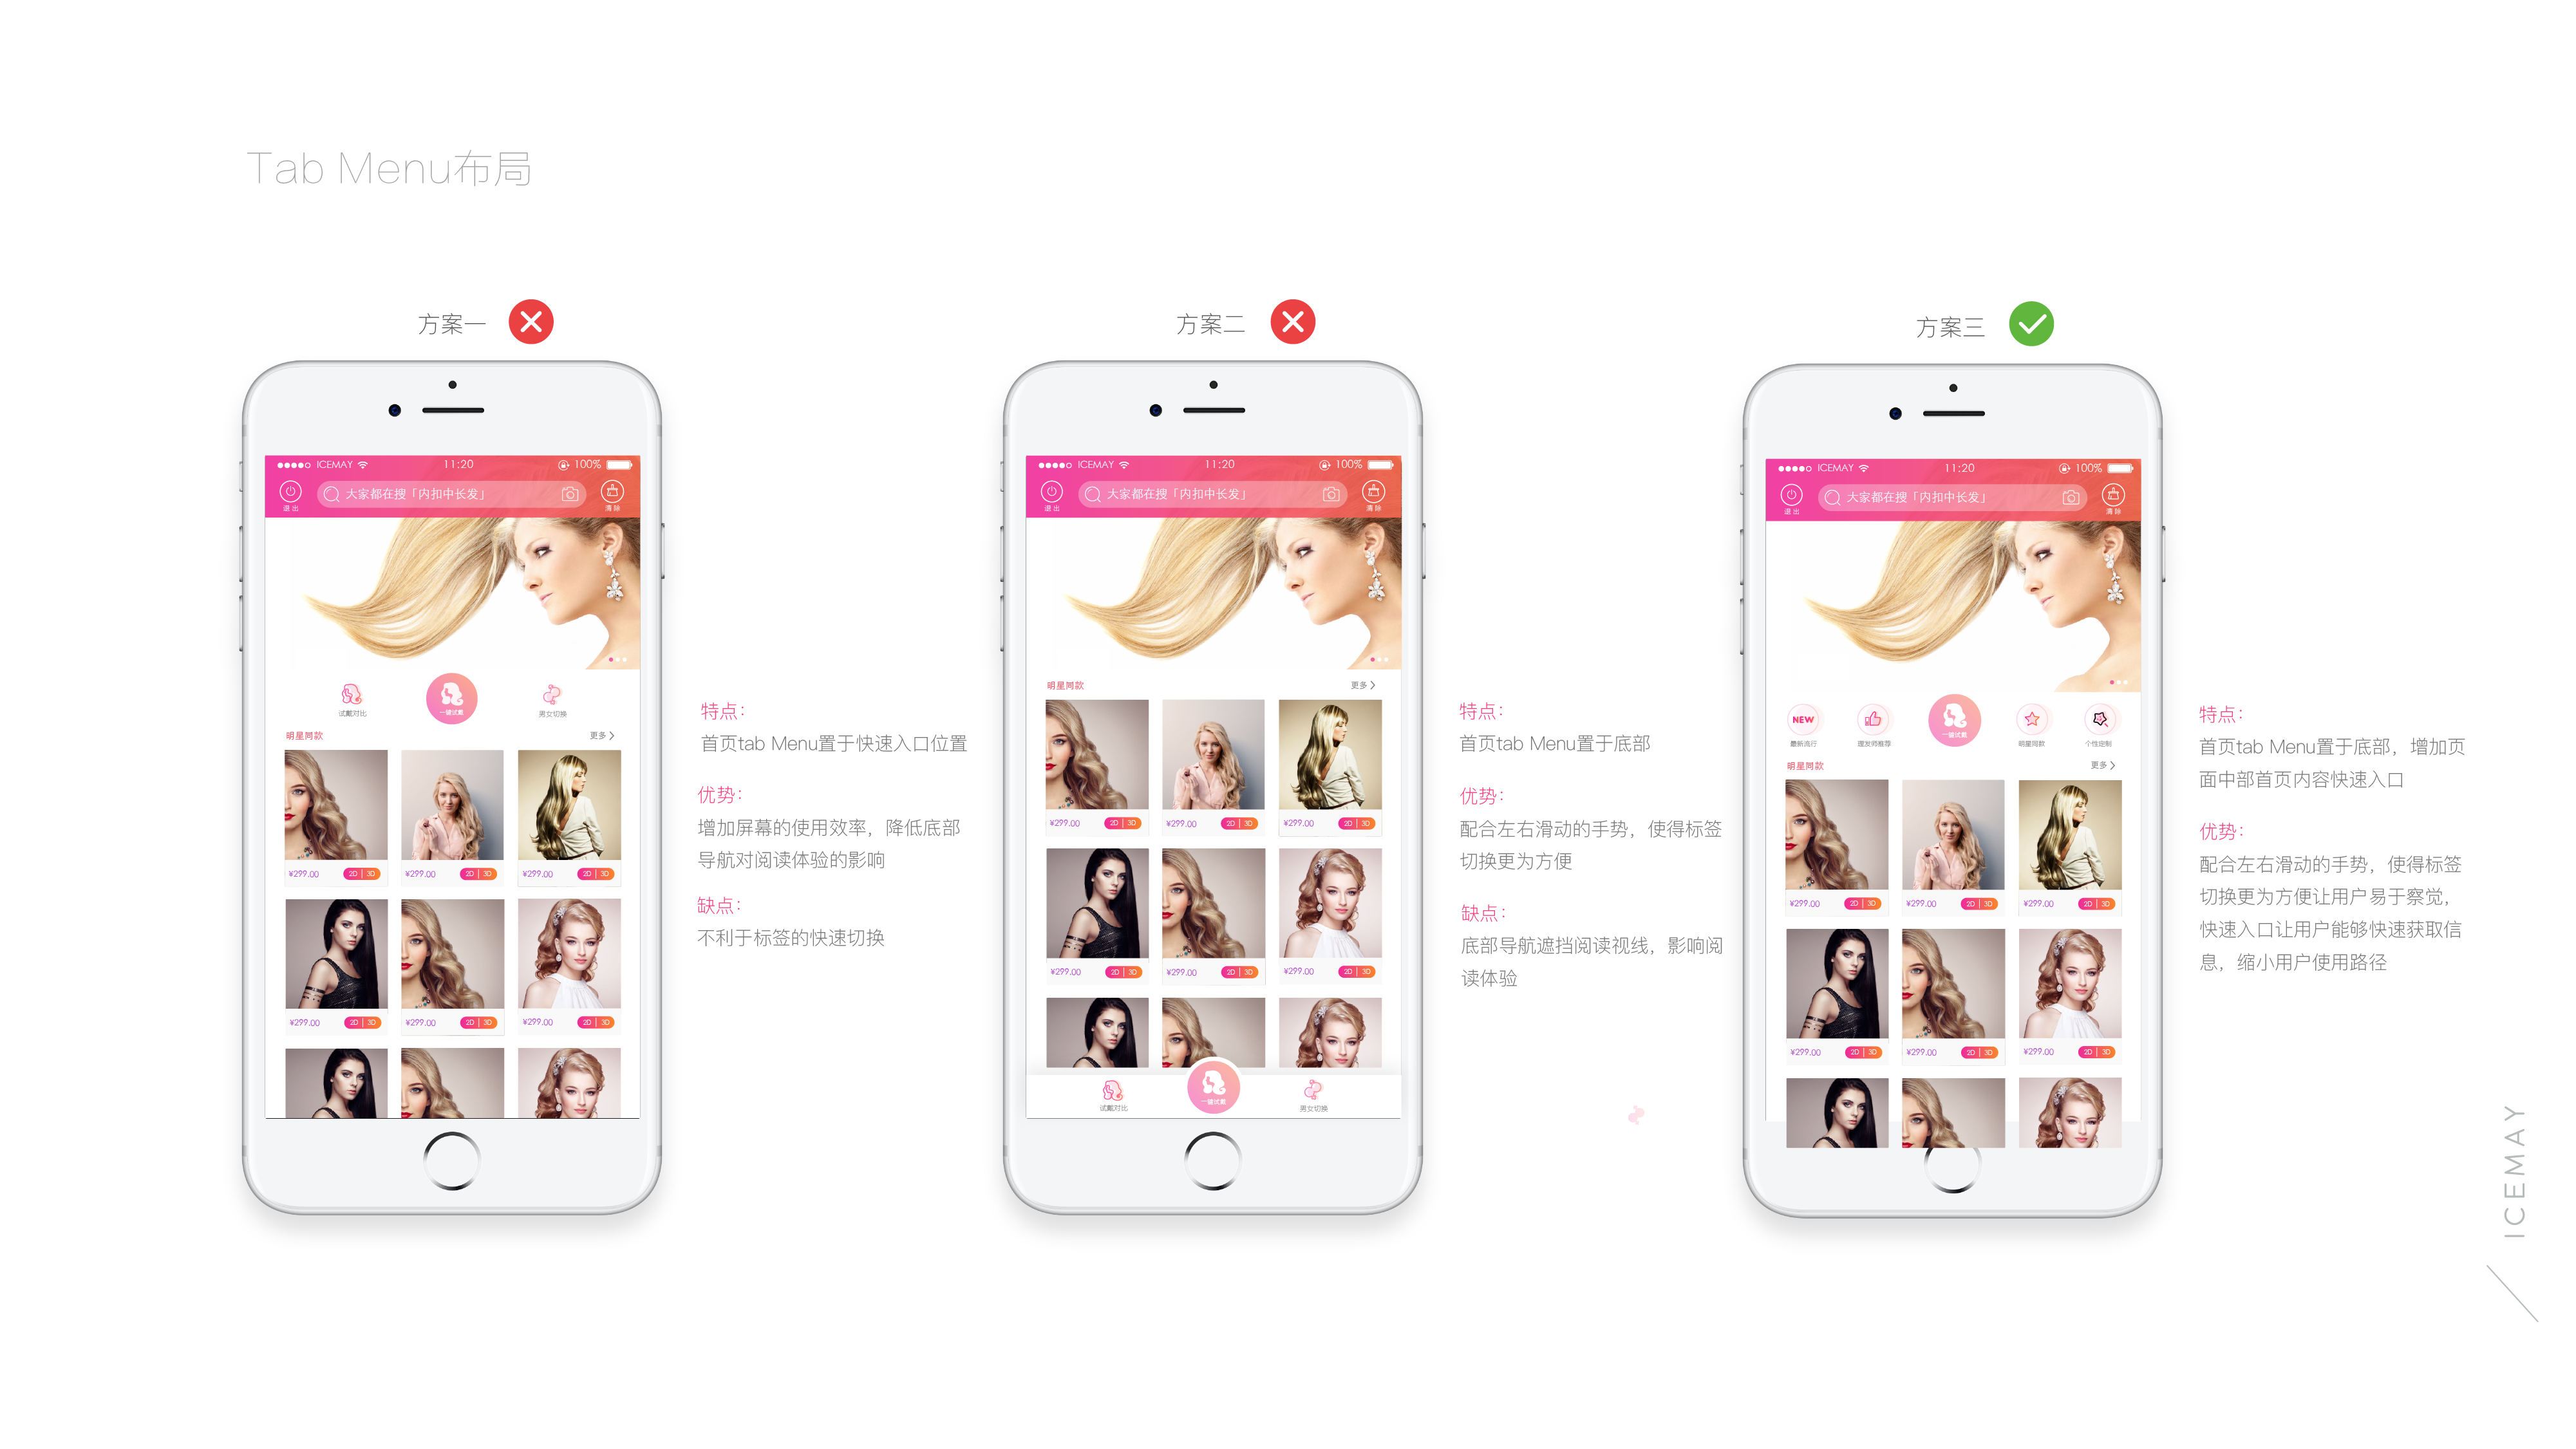 Tab Menu布局
方案一
ICEMAY
11:20
100%
退出
大家都在搜「内扣中长发」
清除
试戴对比
一键试戴
男女切换
明星同款
更多
¥299.00
2D | 3D
¥299.00
2D | 3D
¥299.00
2D | 3D
¥299.00
2D | 3D
¥299.00
2D | 3D
¥299.00
2D | 3D
特点：
首页tab Menu置于快速入口位置
优势：
增加屏幕的使用效率，降低底部
导航对阅读体验的影响
缺点：
不利于标签的快速切换
方案二
ICEMAY
11:20
100%
退出
大家都在搜「内扣中长发」
清除
明星同款
更多
¥299.00
2D | 3D
¥299.00
2D | 3D
¥299.00
2D | 3D
¥299.00
2D | 3D
¥299.00
2D | 3D
¥299.00
2D | 3D
试戴对比
一键试戴
男女切换
特点：
首页tab Menu置于底部
优势：
配合左右滑动的手势，使得标签
切换更为方便
缺点：
底部导航遮挡阅读视线，影响阅
读体验
方案三
ICEMAY
11:20
100%
退出
大家都在搜「内扣中长发」
清除
NEW
最新流行
理发师推荐
一键试戴
明星同款
个性定制
明星同款
更多
¥299.00
2D | 3D
¥299.00
2D | 3D
¥299.00
2D | 3D
¥299.00
2D | 3D
¥299.00
2D | 3D
¥299.00
2D | 3D
特点：
首页tab Menu置于底部，增加页
面中部首页内容快速入口
优势：
配合左右滑动的手势，使得标签
切换更为方便让用户易于察觉，
快速入口让用户能够快速获取信
息，缩小用户使用路径
ICEMAY